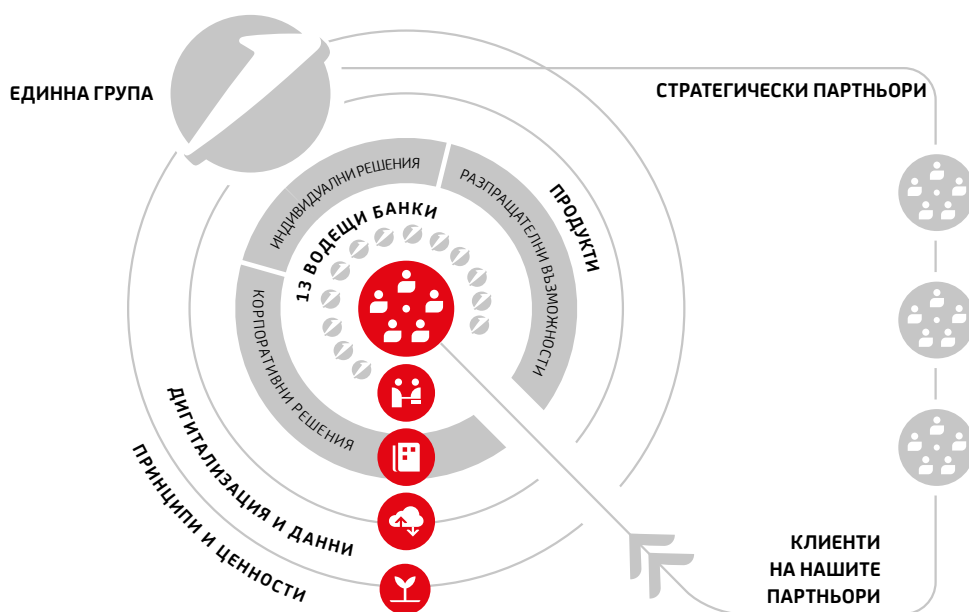 ЕДИННА ГРУПА
СТРАТЕГИЧЕСКИ ПАРТНЬОРИ
ИНДИВИДУАЛНИ РЕШЕНИЯ
РАЗПРАЩАТЕЛНИ ВЪЗМОЖНОСТИ
ПРОДУКТИ
13 ВОДЕЩИ БАНКИ
КОРПОРАТИВНИ РЕШЕНИЯ
ДИГИТАЛИЗАЦИЯ И ДАННИ
ПРИНЦИПИ И ЦЕННОСТИ
КЛИЕНТИ
НА НАШИТЕ
ПАРТНЬОРИ